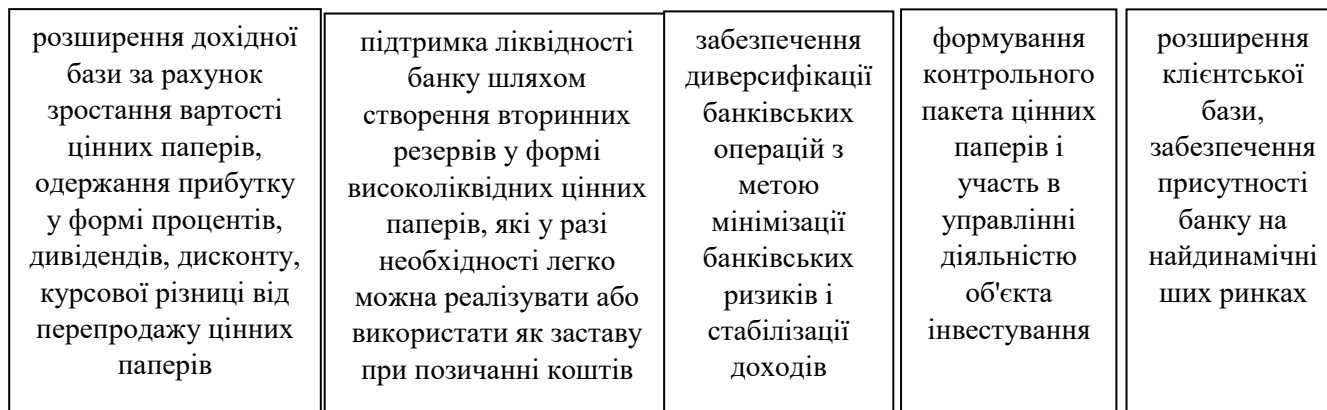 розширення дохідної
бази за рахунок
зростання вартості
цінних паперів,
одержання прибутку
у формі процентів,
дивідендів, дисконту,
курсової різниці від
перепродажу цінних
паперів
підтримка ліквідності
банку шляхом
створення вторинних
резервів у формі
високоліквідних цінних
паперів, які у разі
необхідності легко
можна реалізувати або
використати як заставу
при позичанні коштів
забезпечення
диверсифікації
банківських
операцій з
метою
мінімізації
банківських
ризиків і
стабілізації
доходів
формування
контрольного
пакета цінних
паперів і
участь в
управлінні
діяльністю
об'єкта
інвестування
розширення
клієнтської
бази,
забезпечення
присутності
банку на
найдинамічні
ших ринках